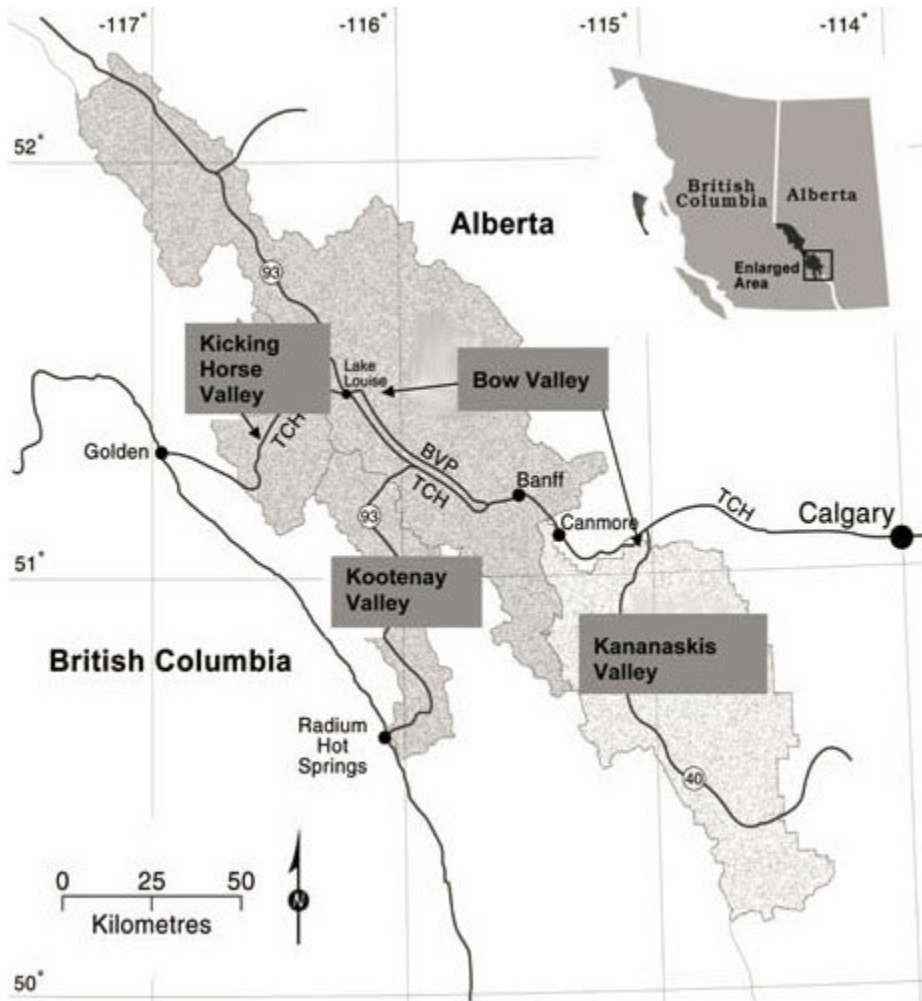 -117°
-116°
-115°
-114°
52°
British
Columbia
Alberta
Enlarged
Area
Alberta
93
Kicking
Horse
Valley
Lake
Louise
Bow Valley
TCH
Golden
BVP
TCH
Banff
TCH
Calgary
Canmore
93
51°
Kootenay
Valley
Kananaskis
Valley
British Columbia
Radium
Hot
Springs
40
0 25 50
Kilometres
N
50°